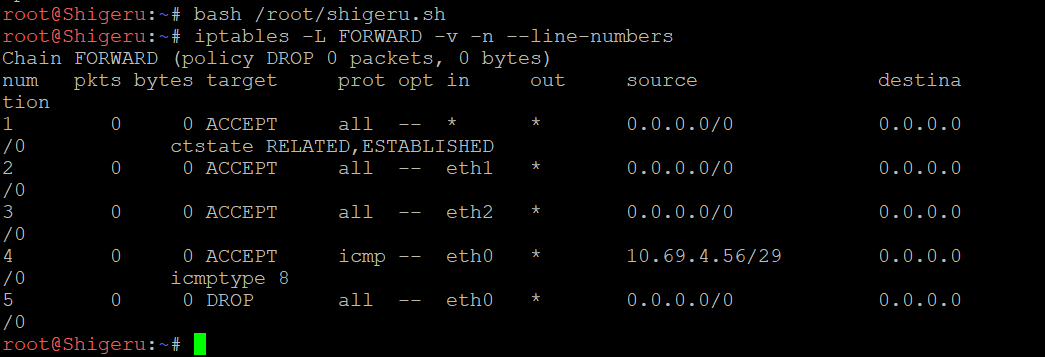 root@Shigeru:~# bash /root/shigeru.sh
root@Shigeru:~# iptables -L FORWARD -v -n --line-numbers
Chain FORWARD (policy DROP 0 packets, 0 bytes)
num   pkts bytes target     prot opt in     out     source               destina
tion
1        0     0 ACCEPT     all  --  *      *       0.0.0.0/0            0.0.0.0
/0            ctstate RELATED,ESTABLISHED
2        0     0 ACCEPT     all  --  eth1   *       0.0.0.0/0            0.0.0.0
/0
3        0     0 ACCEPT     all  --  eth2   *       0.0.0.0/0            0.0.0.0
/0
4        0     0 ACCEPT     icmp --  eth0   *       10.69.4.56/29        0.0.0.0
/0            icmptype 8
5        0     0 DROP       all  --  eth0   *       0.0.0.0/0            0.0.0.0
/0
root@Shigeru:~#